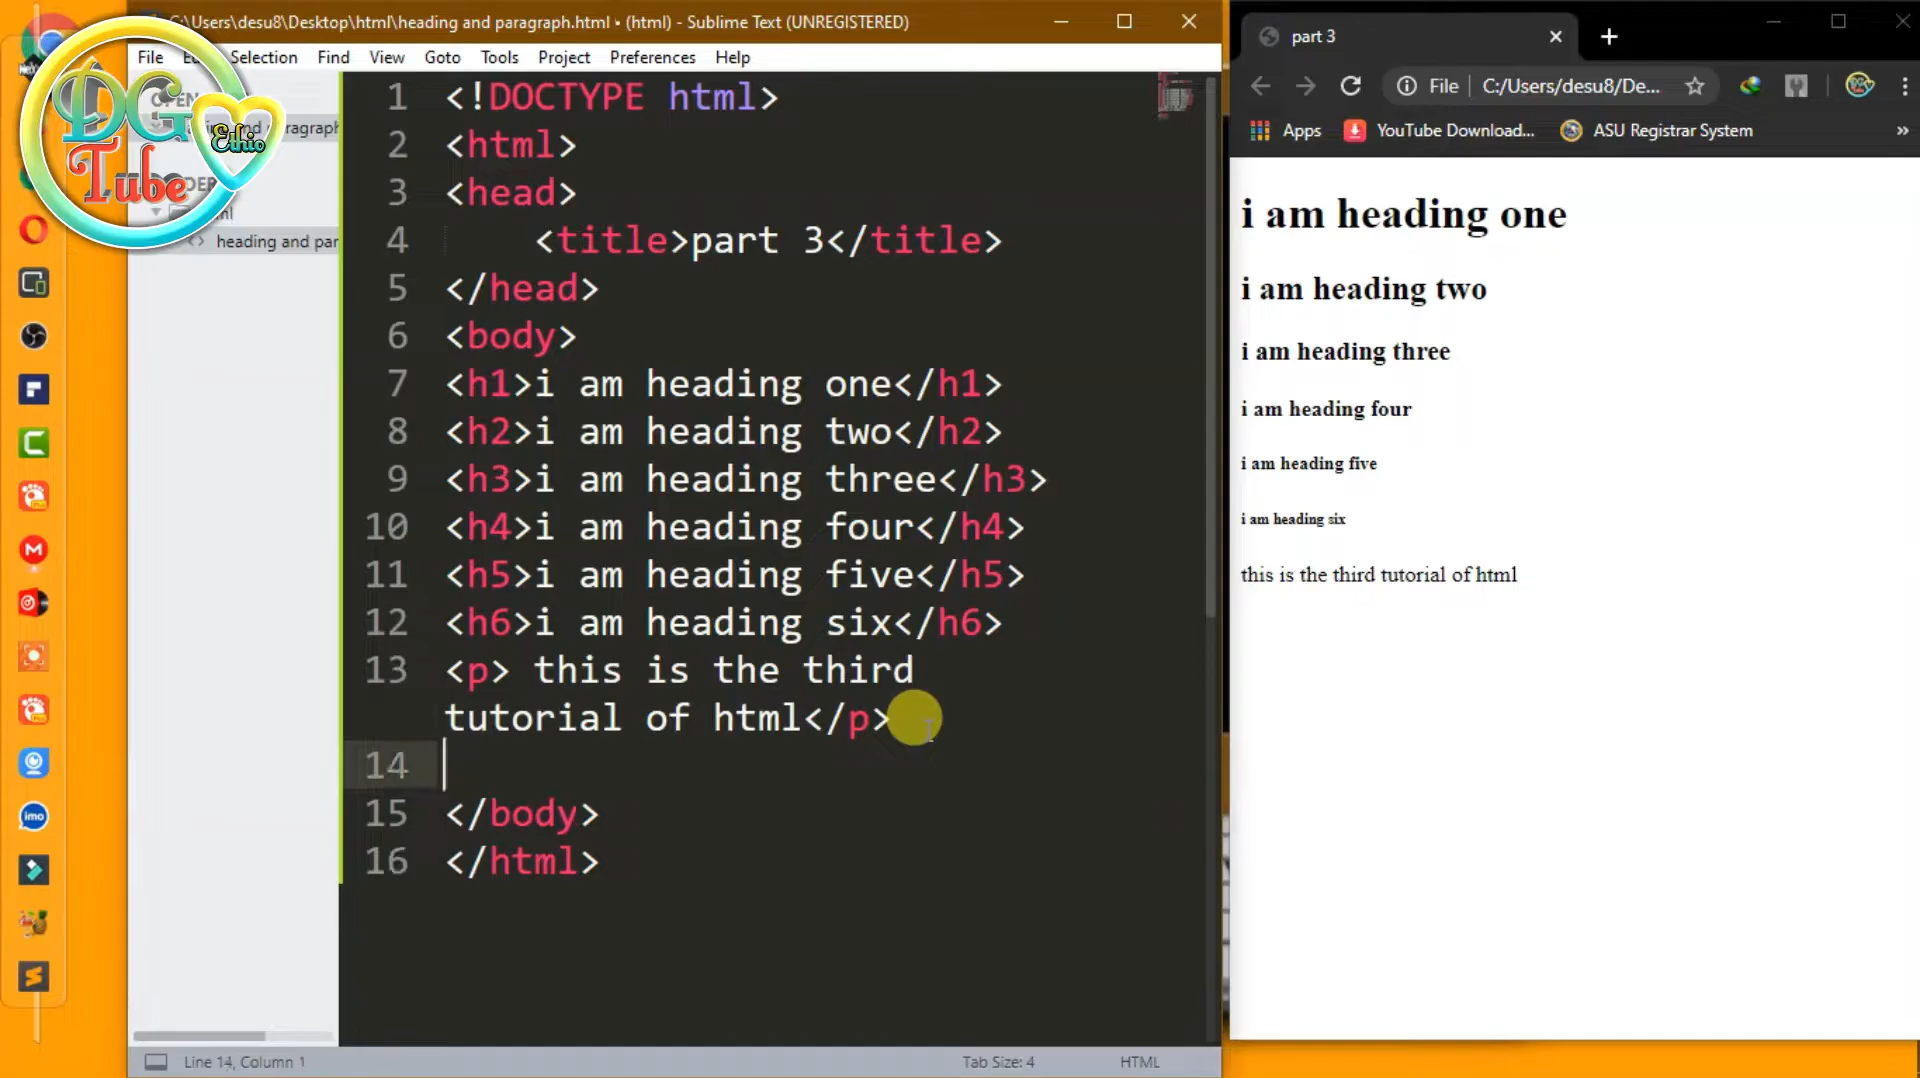 C:\Users\desu8\Desktop\html\heading and paragraph.html • (html) - Sublime Text (UNREGISTERED)
File Selection Find View Goto Tools Project Preferences Help
OPEN
and paragraph
html
heading and par
DG
Tube
Ethio
1 <!DOCTYPE html>
2 <html>
3 <head>
4 <title>part 3</title>
5 </head>
6 <body>
7 <h1>i am heading one</h1>
8 <h2>i am heading two</h2>
9 <h3>i am heading three</h3>
10 <h4>i am heading four</h4>
11 <h5>i am heading five</h5>
12 <h6>i am heading six</h6>
13 <p> this is the third
tutorial of html</p>
14
15 </body>
16 </html>
Line 14, Column 1 Tab Size: 4 HTML
part 3
File C:/Users/desu8/De...
Apps YouTube Download... ASU Registrar System »
i am heading one
i am heading two
i am heading three
i am heading four
i am heading five
i am heading six
this is the third tutorial of html
imo